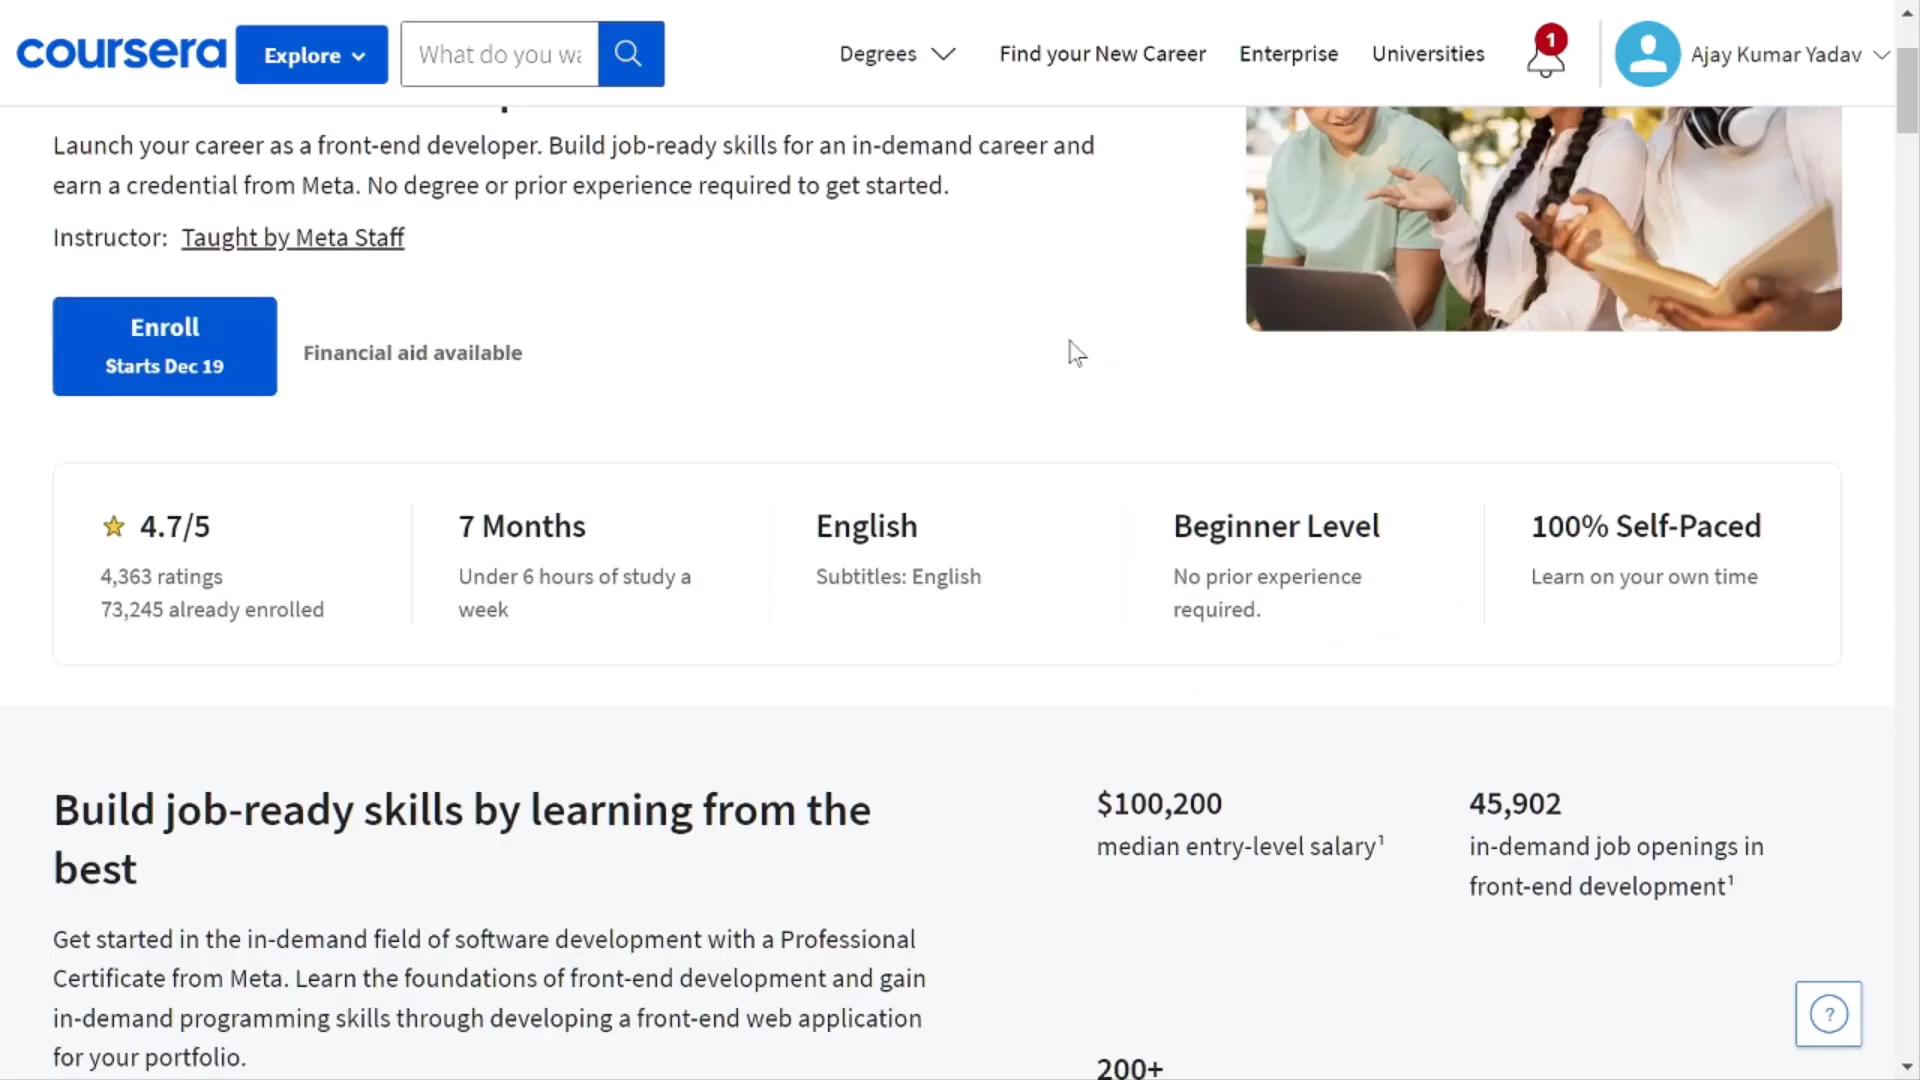 coursera
Explore
What do you wa
Degrees
Find your New Career
Enterprise
Universities
1
Ajay Kumar Yadav
Launch your career as a front-end developer. Build job-ready skills for an in-demand career and
earn a credential from Meta. No degree or prior experience required to get started.
Instructor: Taught by Meta Staff
Enroll
Starts Dec 19
Financial aid available
4.7/5
4,363 ratings
73,245 already enrolled
7 Months
Under 6 hours of study a
week
English
Subtitles: English
Beginner Level
No prior experience
required.
100% Self-Paced
Learn on your own time
Build job-ready skills by learning from the
best
Get started in the in-demand field of software development with a Professional
Certificate from Meta. Learn the foundations of front-end development and gain
in-demand programming skills through developing a front-end web application
for your portfolio.
$100,200
median entry-level salary¹
45,902
in-demand job openings in
front-end development¹
200+
?